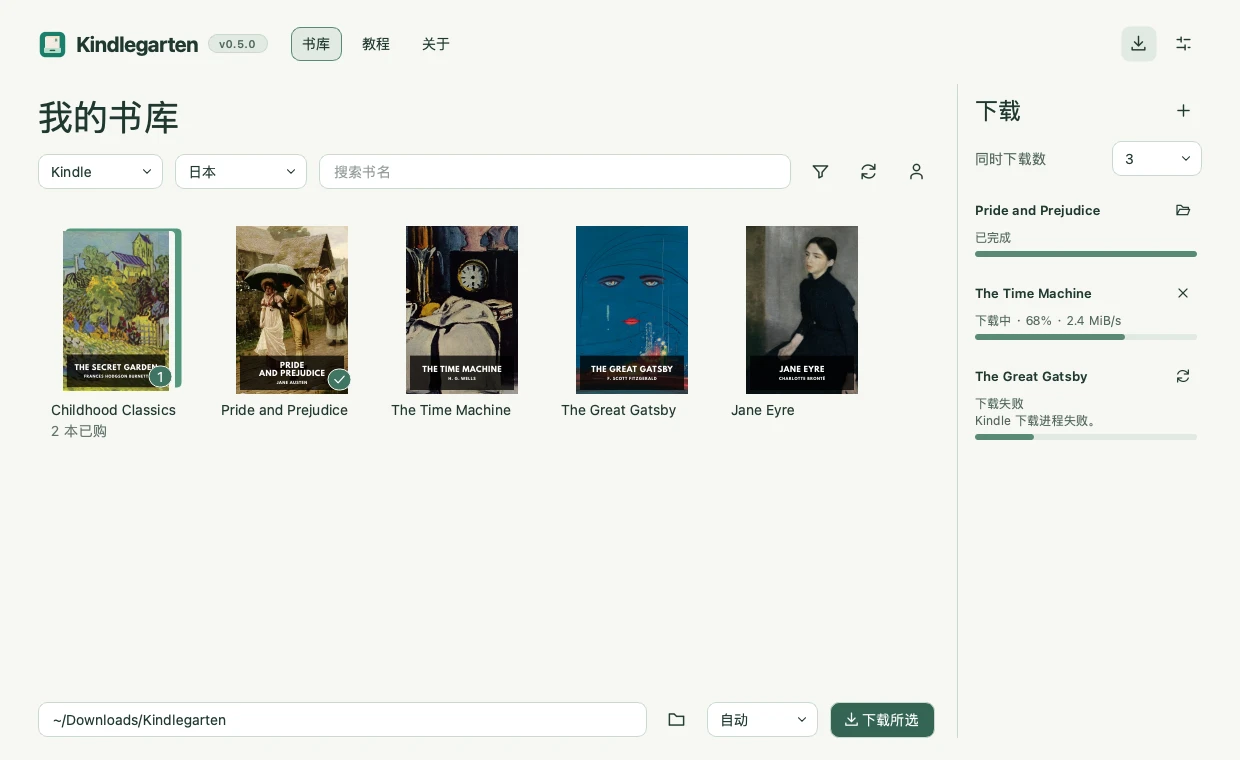 Kindlegarten
v0.5.0
书库
教程
关于
我的书库
Kindle
日本
搜索书名
THE SECRET GARDEN
FRANCES HODGSON BURNETT
1
Childhood Classics
2 本已购
PRIDE
AND PREJUDICE
JANE AUSTEN
Pride and Prejudice
THE TIME MACHINE
H. G. WELLS
The Time Machine
THE GREAT GATSBY
F. SCOTT FITZGERALD
The Great Gatsby
JANE EYRE
CHARLOTTE BRONTË
Jane Eyre
~/Downloads/Kindlegarten
自动
下载所选
下载
同时下载数
3
Pride and Prejudice
已完成
The Time Machine
下载中 · 68% · 2.4 MiB/s
The Great Gatsby
下载失败
Kindle 下载进程失败。